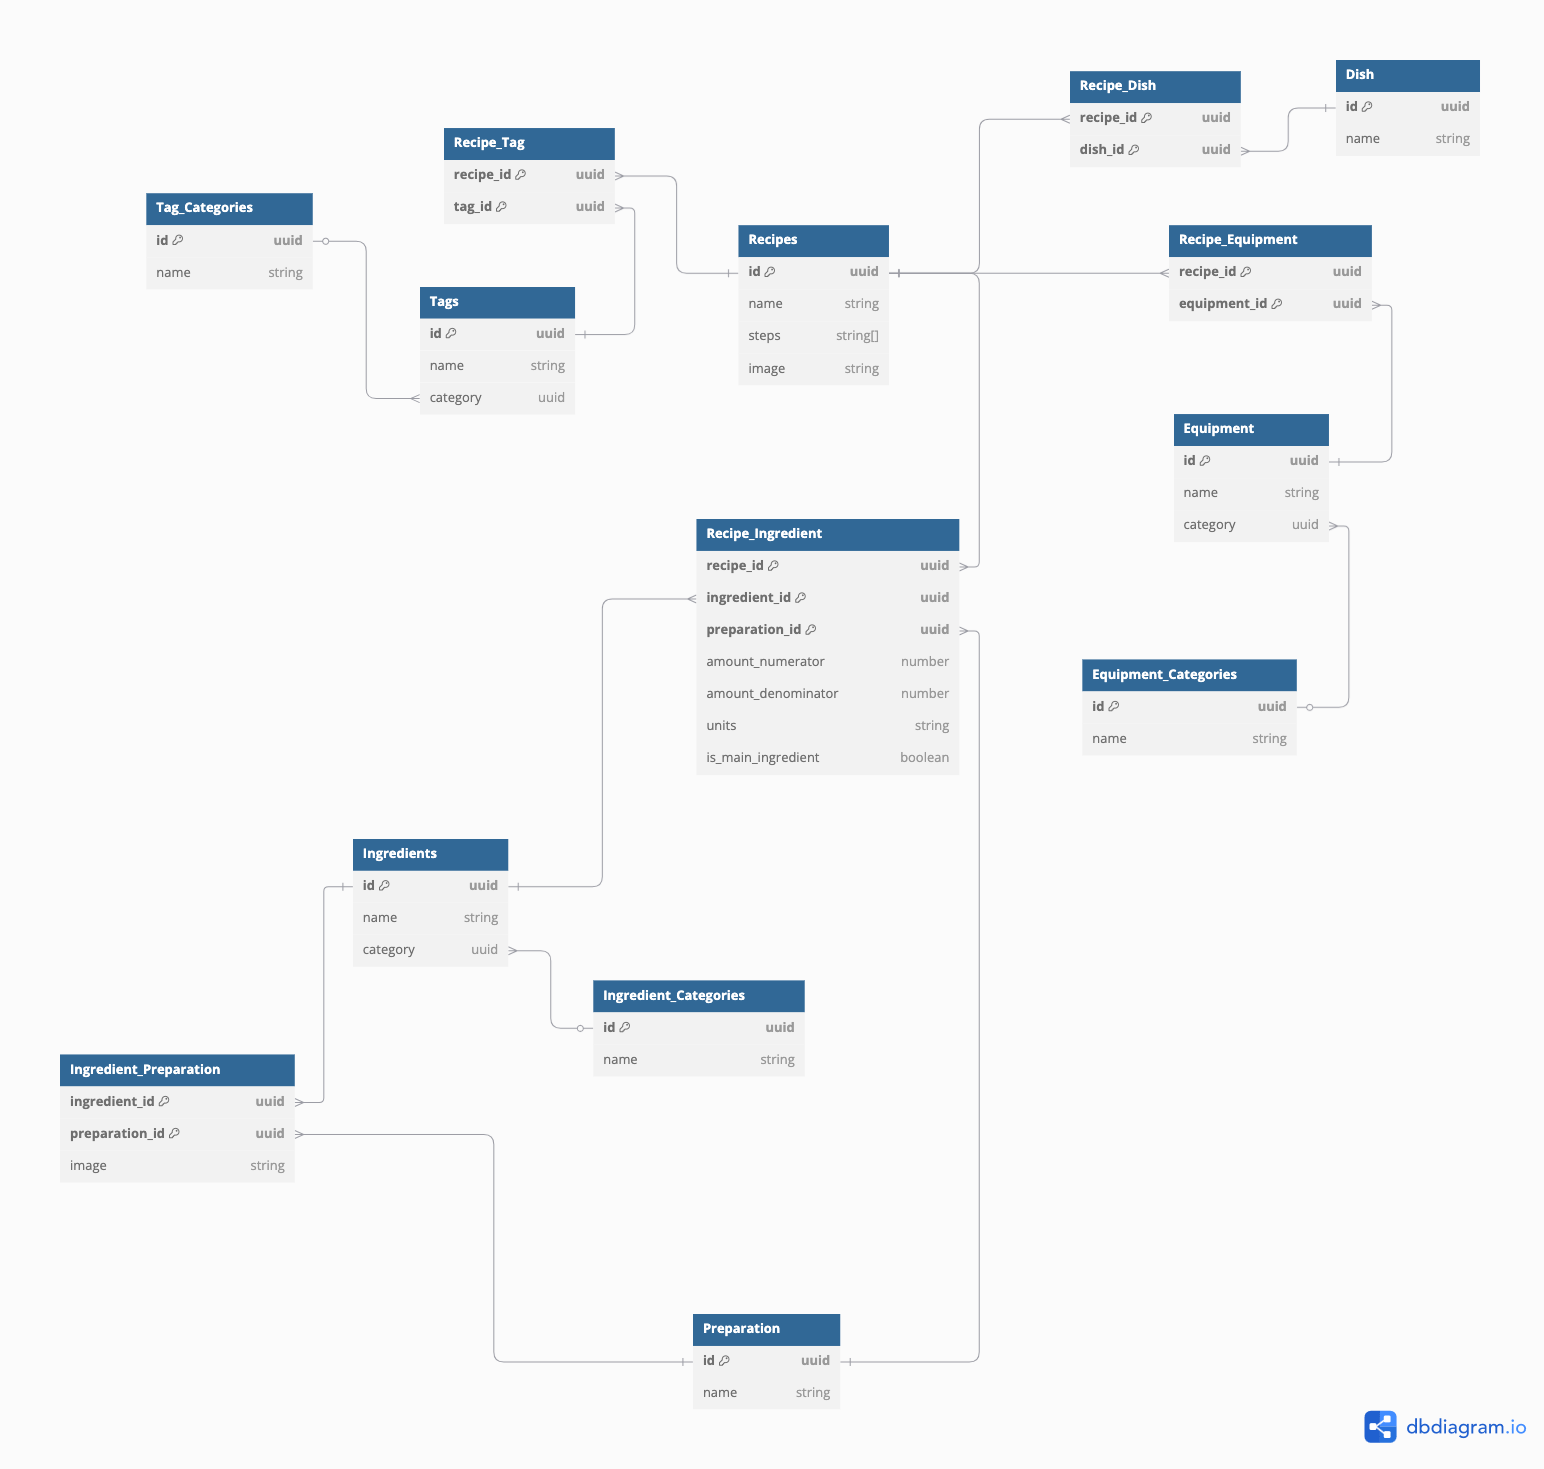 Dish
id uuid
name string
Recipe_Dish
recipe_id uuid
dish_id uuid
Recipe_Tag
recipe_id uuid
tag_id uuid
Tag_Categories
id uuid
name string
Recipes
id uuid
name string
steps string[]
image string
Recipe_Equipment
recipe_id uuid
equipment_id uuid
Tags
id uuid
name string
category uuid
Equipment
id uuid
name string
category uuid
Recipe_Ingredient
recipe_id uuid
ingredient_id uuid
preparation_id uuid
amount_numerator number
amount_denominator number
units string
is_main_ingredient boolean
Equipment_Categories
id uuid
name string
Ingredients
id uuid
name string
category uuid
Ingredient_Categories
id uuid
name string
Ingredient_Preparation
ingredient_id uuid
preparation_id uuid
image string
Preparation
id uuid
name string
dbdiagram.io